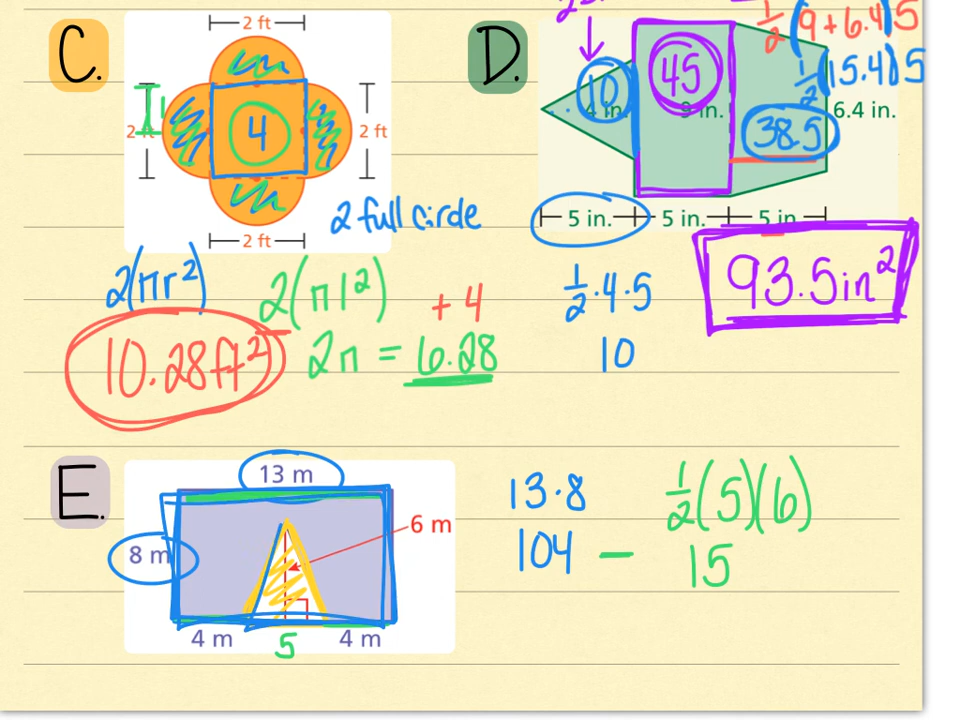 C.
2 ft
4
2 ft
2 ft
2 full circle
2(πr²)
2(π1²) + 4
10.28ft²
2π = 6.28
D.
½(9+6.4)5
½(15.4)5
10
45
4 in.
9 in.
38.5
6.4 in.
5 in.
5 in.
5 in.
½·4·5
10
93.5in²
E.
13 m
8 m
6 m
4 m
5
4 m
13·8
½(5)(6)
104 – 15